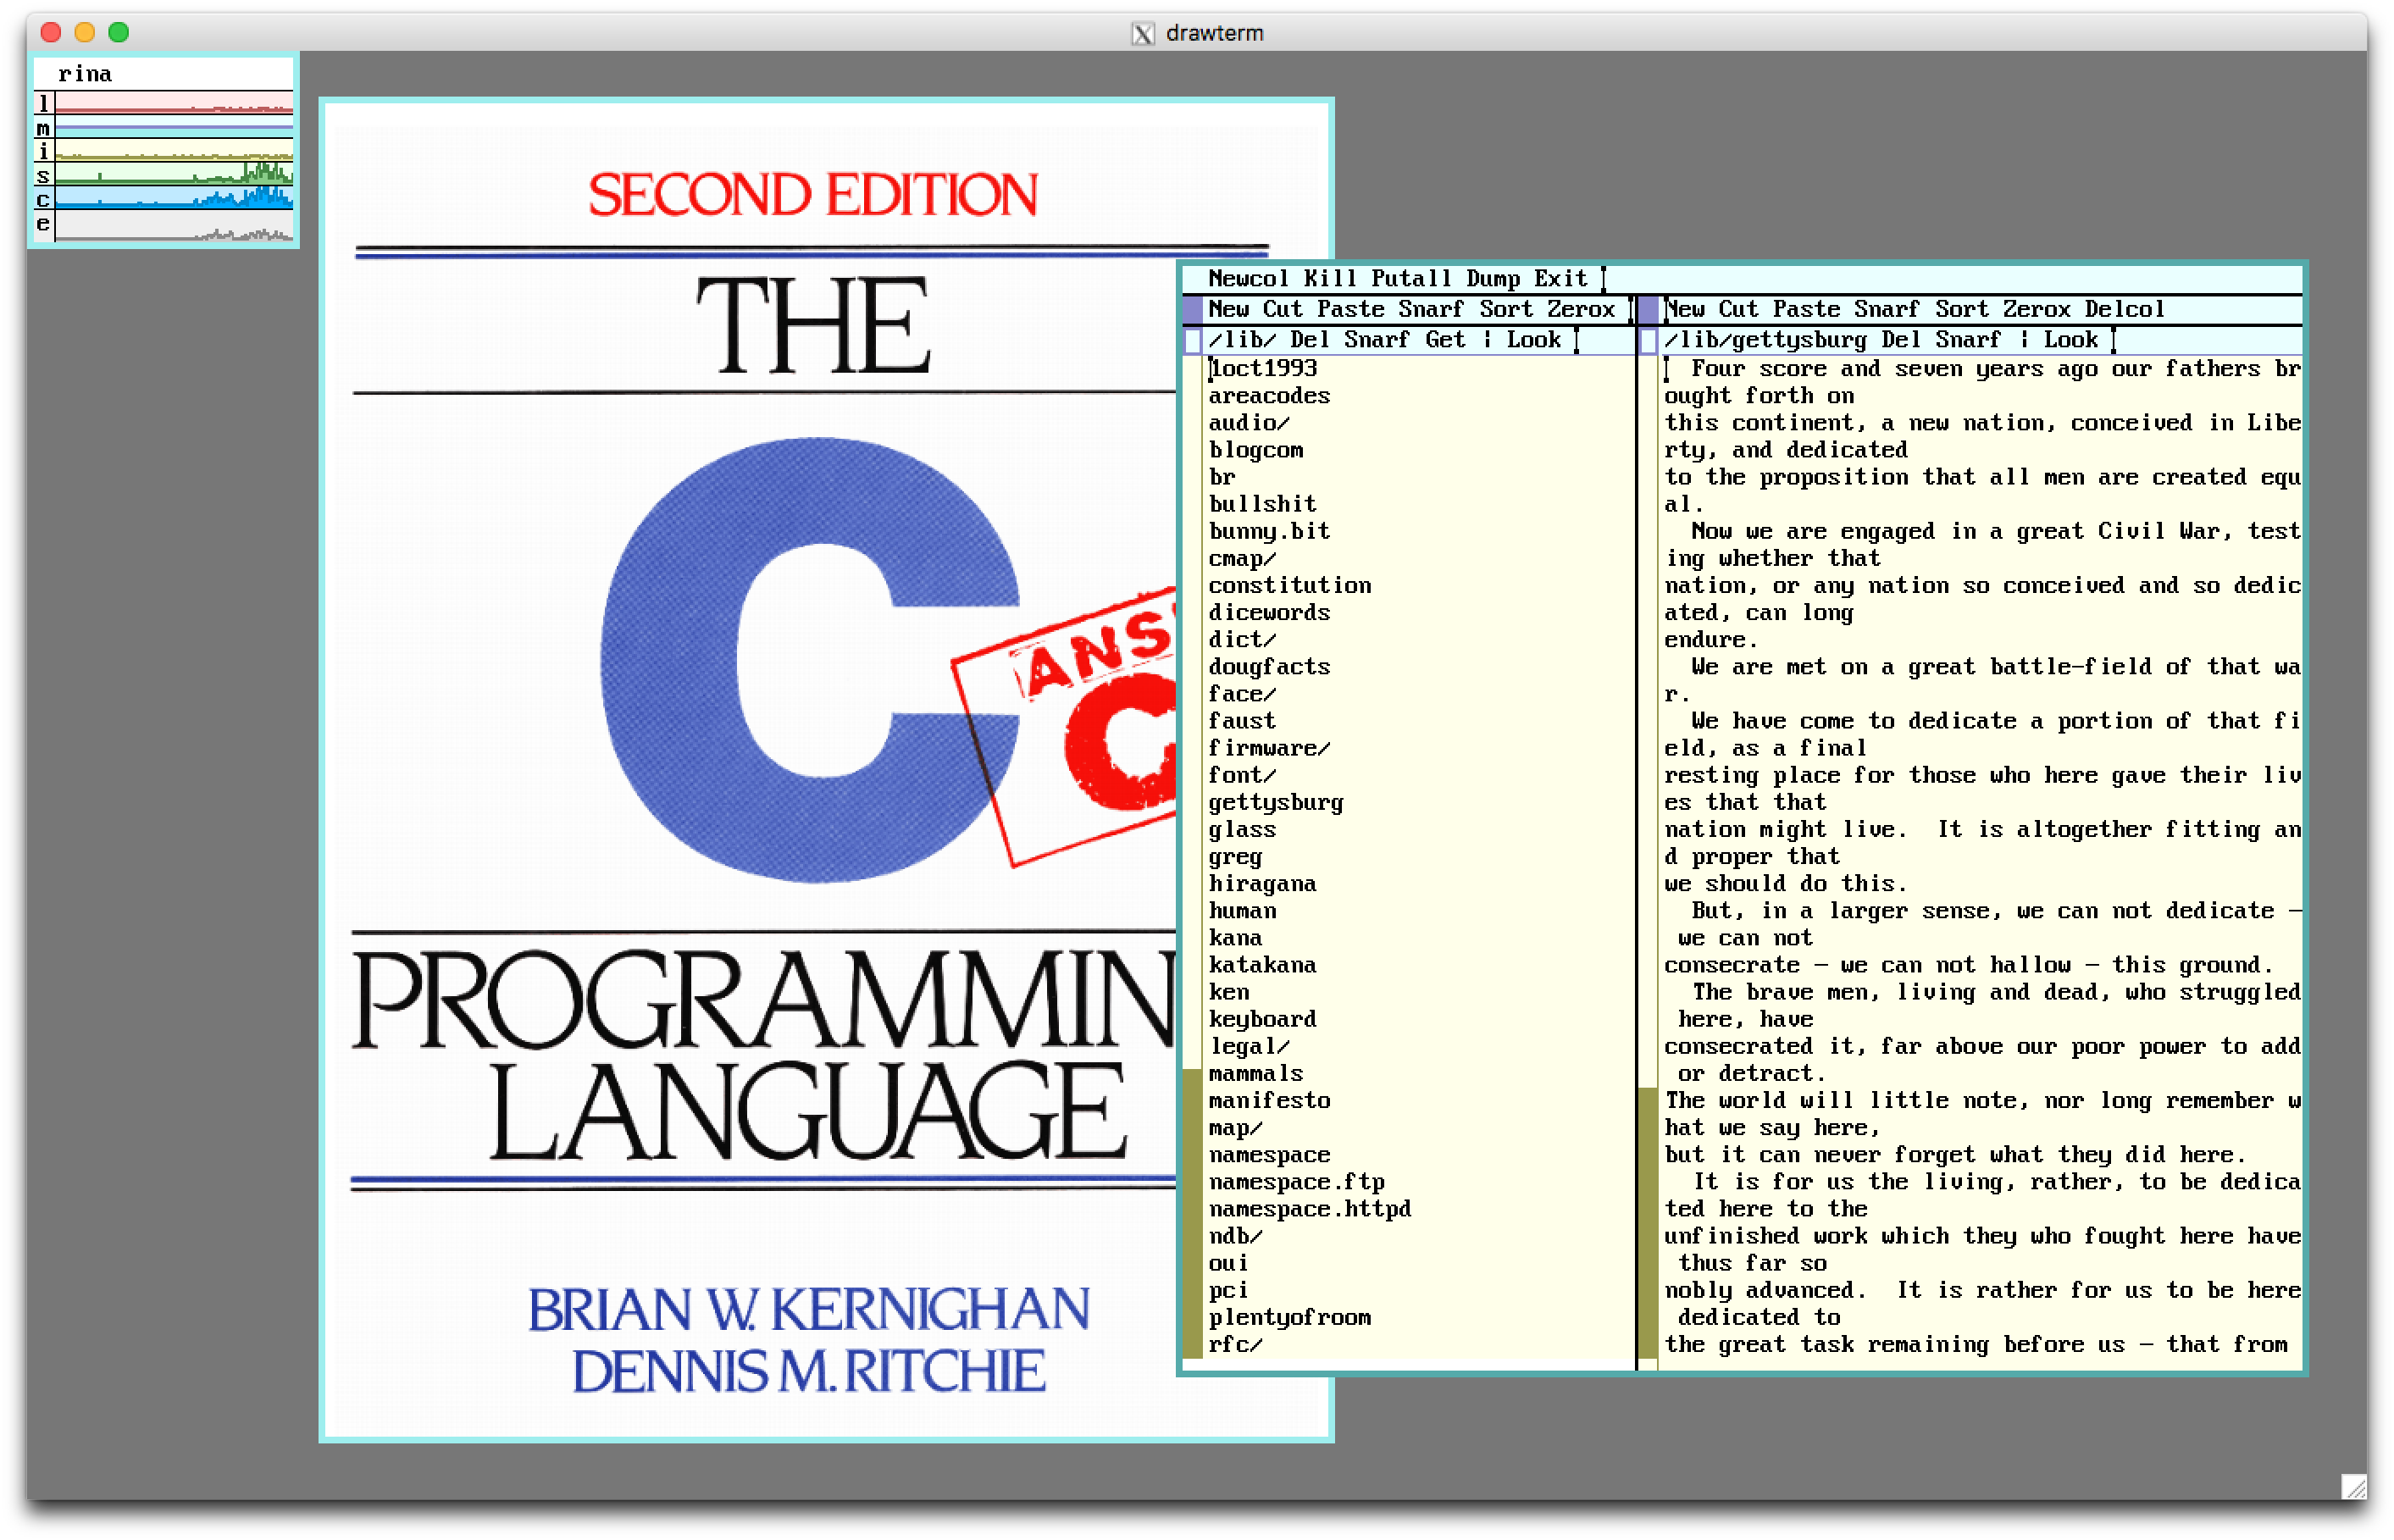 drawterm
rina
l
m
i
s
c
e
SECOND EDITION
THE
C
ANS
C
PROGRAMMIN
LANGUAGE
BRIAN W. KERNIGHAN
DENNIS M. RITCHIE
Newcol Kill Putall Dump Exit
New Cut Paste Snarf Sort Zerox
/lib/ Del Snarf Get | Look
1oct1993
areacodes
audio/
blogcom
br
bullshit
bunny.bit
cmap/
constitution
dicewords
dict/
dougfacts
face/
faust
firmware/
font/
gettysburg
glass
greg
hiragana
human
kana
katakana
ken
keyboard
legal/
mammals
manifesto
map/
namespace
namespace.ftp
namespace.httpd
ndb/
oui
pci
plentyofroom
rfc/
New Cut Paste Snarf Sort Zerox Delcol
/lib/gettysburg Del Snarf | Look
Four score and seven years ago our fathers br
ought forth on
this continent, a new nation, conceived in Libe
rty, and dedicated
to the proposition that all men are created equ
al.
Now we are engaged in a great Civil War, test
ing whether that
nation, or any nation so conceived and so dedic
ated, can long
endure.
We are met on a great battle-field of that wa
r.
We have come to dedicate a portion of that fi
eld, as a final
resting place for those who here gave their liv
es that that
nation might live.  It is altogether fitting an
d proper that
we should do this.
But, in a larger sense, we can not dedicate —
we can not
consecrate — we can not hallow — this ground.
The brave men, living and dead, who struggled
here, have
consecrated it, far above our poor power to add
or detract.
The world will little note, nor long remember w
hat we say here,
but it can never forget what they did here.
It is for us the living, rather, to be dedica
ted here to the
unfinished work which they who fought here have
thus far so
nobly advanced.  It is rather for us to be here
dedicated to
the great task remaining before us — that from